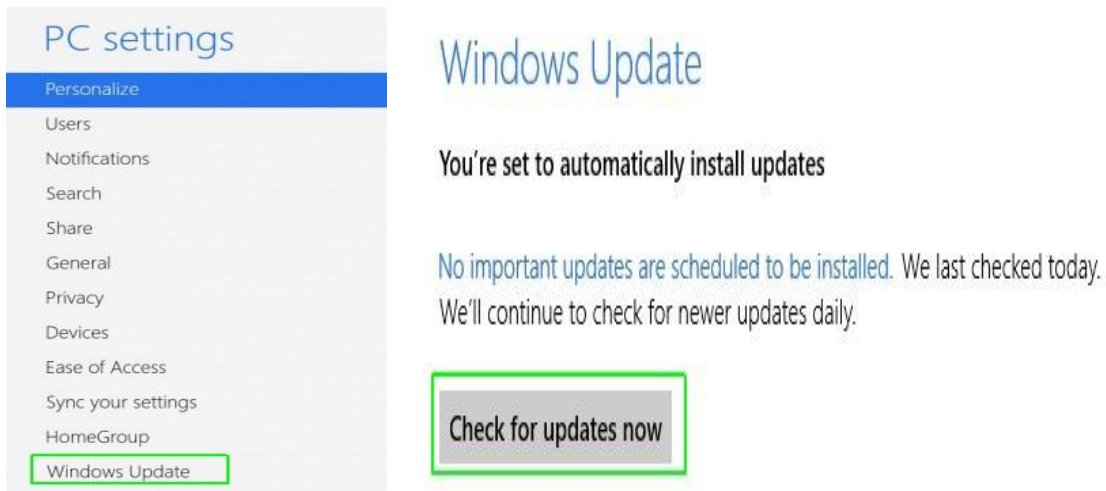 PC settings
Personalize
Users
Notifications
Search
Share
General
Privacy
Devices
Ease of Access
Sync your settings
HomeGroup
Windows Update
Windows Update
You're set to automatically install updates
No important updates are scheduled to be installed. We last checked today.
We'll continue to check for newer updates daily.
Check for updates now